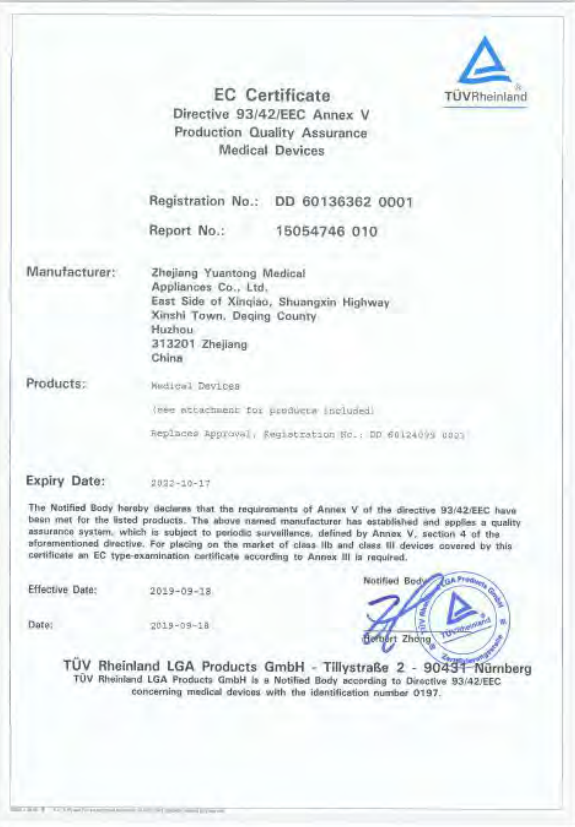 TÜVRheinland
EC Certificate
Directive 93/42/EEC Annex V
Production Quality Assurance
Medical Devices
Registration No.: DD 60136362 0001
Report No.: 15054746 010
Manufacturer: Zhejiang Yuantong Medical
Appliances Co., Ltd.
East Side of Xinqiao, Shuangxin Highway
Xinshi Town, Deqing County
Huzhou
313201 Zhejiang
China
Products: Medical Devices
(see attachment for products included)
Replaces Approval, Registration No.: DD 60124099 0001
Expiry Date: 2022-10-17
The Notified Body hereby declares that the requirements of Annex V of the directive 93/42/EEC have
been met for the listed products. The above named manufacturer has established and applies a quality
assurance system, which is subject to periodic surveillance, defined by Annex V, section 4 of the
aforementioned directive. For placing on the market of class IIb and class III devices covered by this
certificate an EC type-examination certificate according to Annex III is required.
Notified Body
Effective Date: 2019-09-18
Date: 2019-09-18
Herbert Zhong
TÜV Rheinland LGA Products GmbH
TÜVRheinland
Zertifizierungsstelle
TÜV Rheinland LGA Products GmbH - Tillystraße 2 - 90431 Nürnberg
TÜV Rheinland LGA Products GmbH is a Notified Body according to Directive 93/42/EEC
concerning medical devices with the identification number 0197.